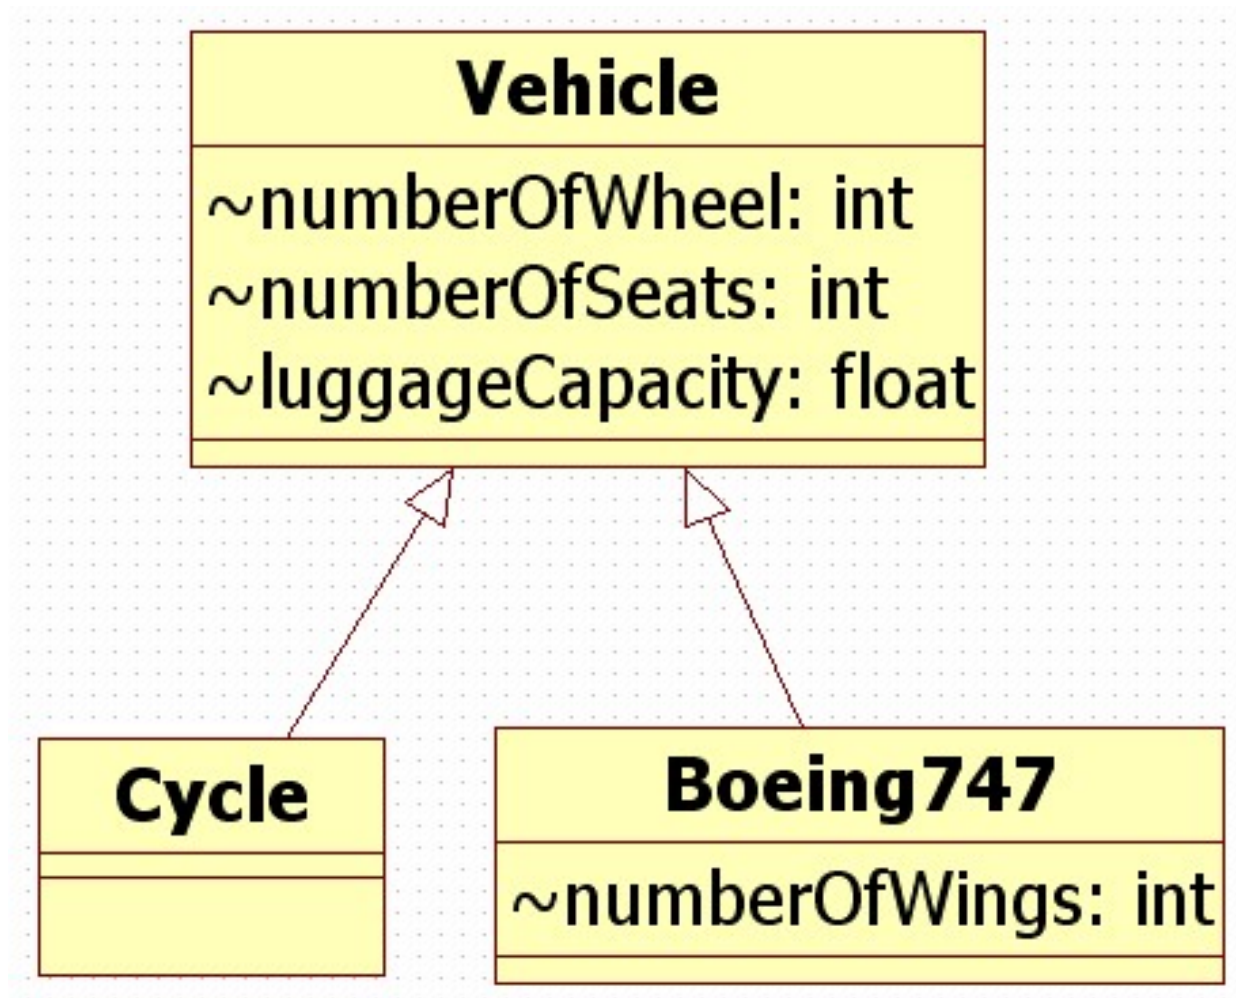 Vehicle
~numberOfWheel: int
~numberOfSeats: int
~luggageCapacity: float
Cycle
Boeing747
~numberOfWings: int